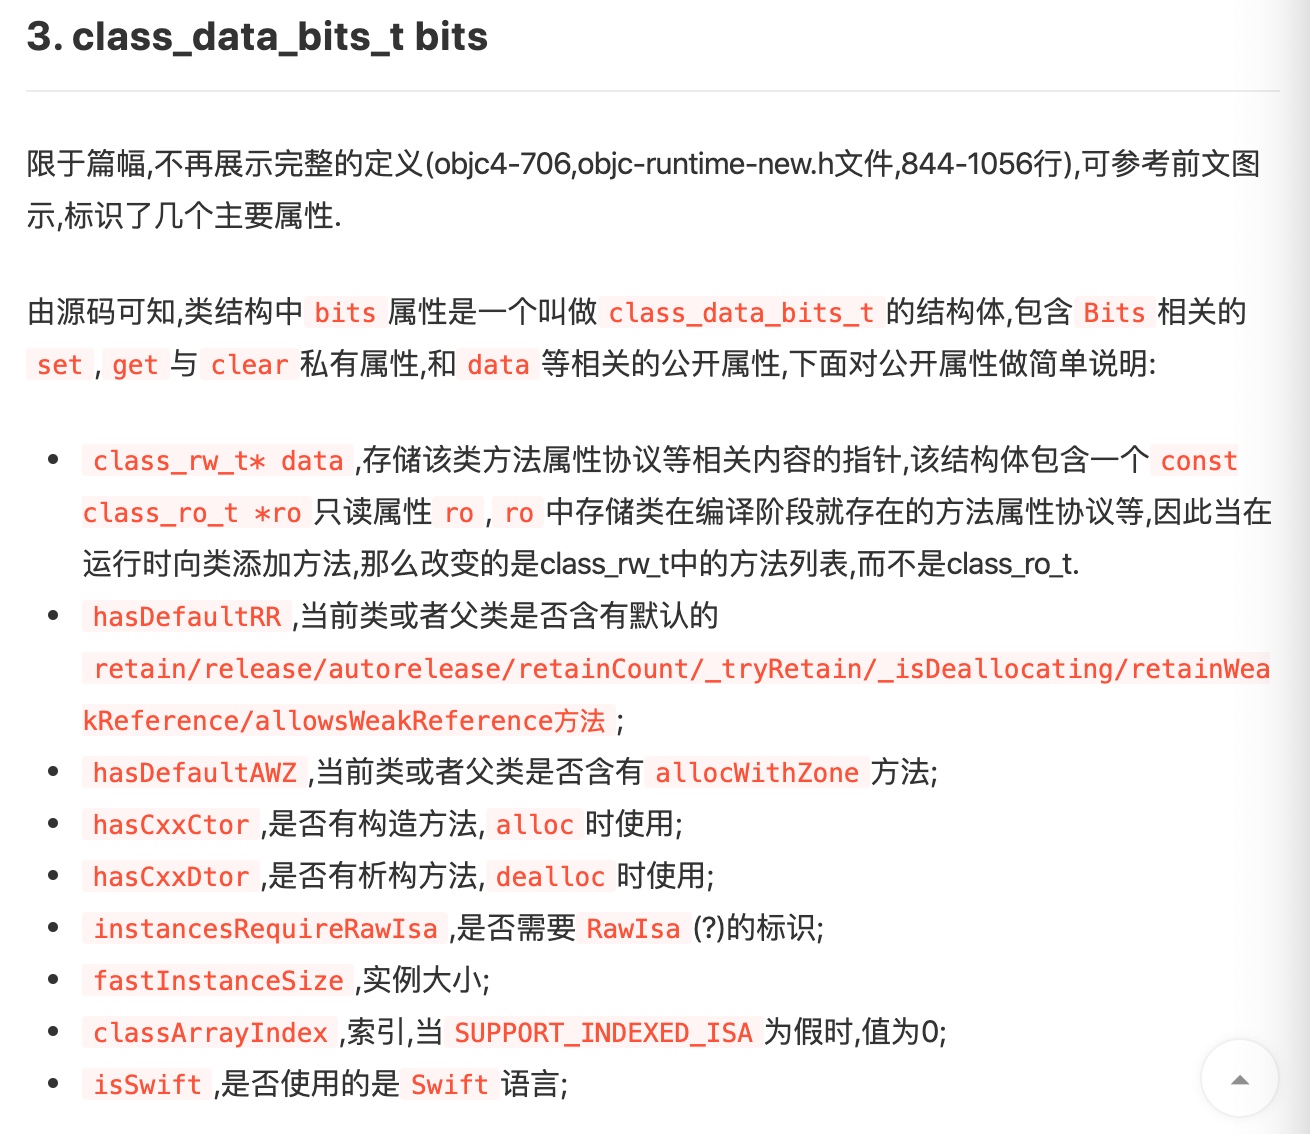 3. class_data_bits_t bits
限于篇幅,不再展示完整的定义(objc4-706,objc-runtime-new.h文件,844-1056行),可参考前文图
示,标识了几个主要属性.
由源码可知,类结构中 bits 属性是一个叫做 class_data_bits_t 的结构体,包含 Bits 相关的
set , get 与 clear 私有属性,和 data 等相关的公开属性,下面对公开属性做简单说明:
• class_rw_t* data ,存储该类方法属性协议等相关内容的指针,该结构体包含一个 const
class_ro_t *ro 只读属性 ro , ro 中存储类在编译阶段就存在的方法属性协议等,因此当在
运行时向类添加方法,那么改变的是class_rw_t中的方法列表,而不是class_ro_t.
• hasDefaultRR ,当前类或者父类是否含有默认的
retain/release/autorelease/retainCount/_tryRetain/_isDeallocating/retainWea
kReference/allowsWeakReference方法 ;
• hasDefaultAWZ ,当前类或者父类是否含有 allocWithZone 方法;
• hasCxxCtor ,是否有构造方法, alloc 时使用;
• hasCxxDtor ,是否有析构方法, dealloc 时使用;
• instancesRequireRawIsa ,是否需要 RawIsa (?)的标识;
• fastInstanceSize ,实例大小;
• classArrayIndex ,索引,当 SUPPORT_INDEXED_ISA 为假时,值为0;
• isSwift ,是否使用的是 Swift 语言;